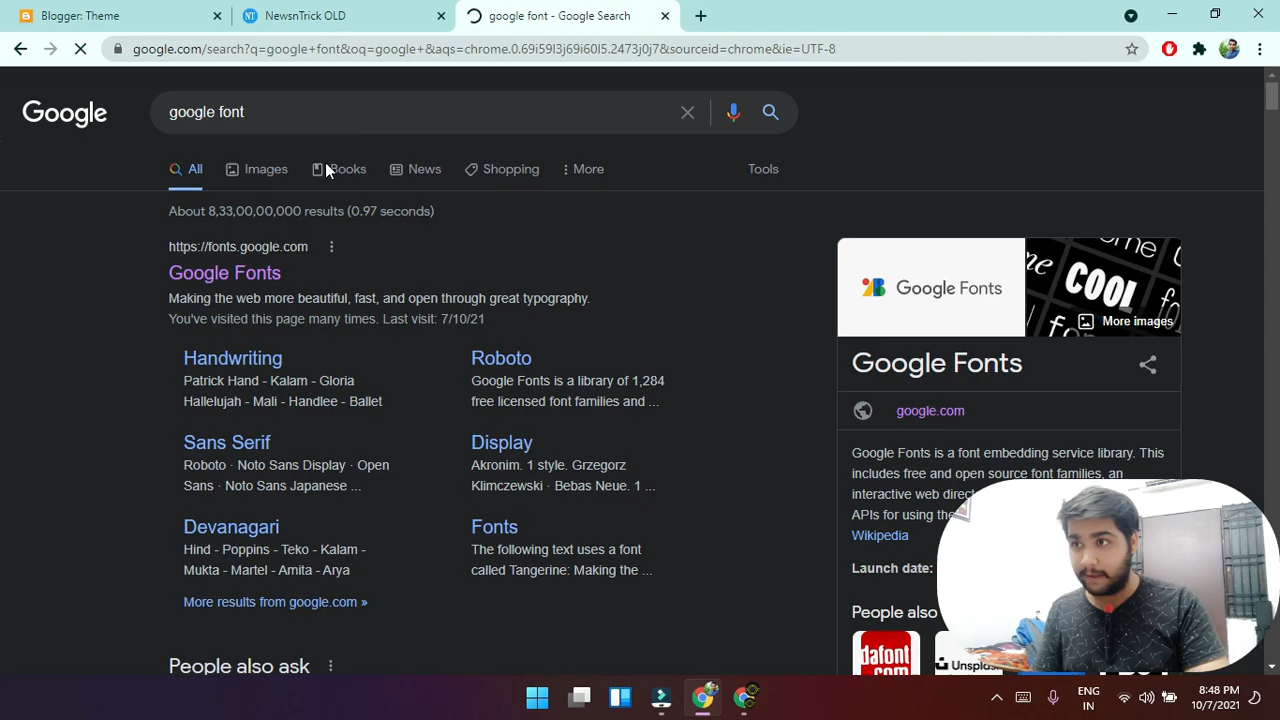 Blogger: Theme
NewsnTrick OLD
google font - Google Search
google.com/search?q=google+font&oq=google+&aqs=chrome.0.69i59l3j69i60l5.2473j0j7&sourceid=chrome&ie=UTF-8
Google
google font
All
Images
Books
News
Shopping
More
Tools
About 8,33,00,00,000 results (0.97 seconds)
https://fonts.google.com
Google Fonts
Making the web more beautiful, fast, and open through great typography.
You've visited this page many times. Last visit: 7/10/21
Handwriting
Patrick Hand - Kalam - Gloria
Hallelujah - Mali - Handlee - Ballet
Roboto
Google Fonts is a library of 1,284
free licensed font families and ...
Sans Serif
Roboto · Noto Sans Display · Open
Sans · Noto Sans Japanese ...
Display
Akronim. 1 style. Grzegorz
Klimczewski · Bebas Neue. 1 ...
Devanagari
Hind - Poppins - Teko - Kalam -
Mukta - Martel - Amita - Arya
Fonts
The following text uses a font
called Tangerine: Making the ...
More results from google.com »
People also ask
Google Fonts
COOL
More images
Google Fonts
google.com
Google Fonts is a font embedding service library. This
includes free and open source font families, an
interactive web
APIs for using the
Wikipedia
Launch date:
People also
dafont
.com
Unsplash
ENG
IN
8:48 PM
10/7/2021